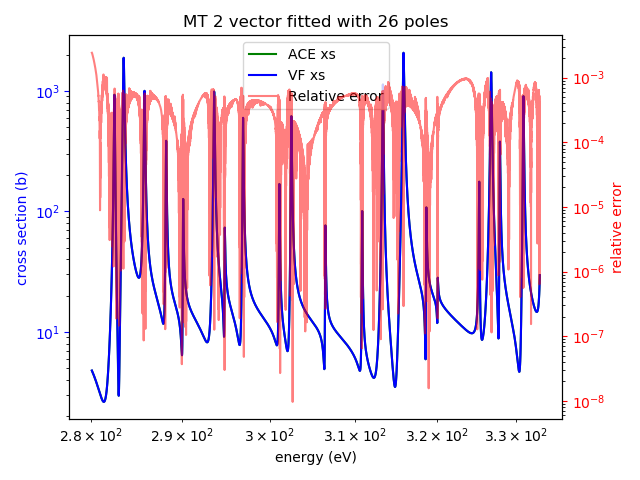 MT 2 vector fitted with 26 poles
ACE xs
VF xs
Relative error
cross section (b)
10³
10²
10¹
relative error
10⁻³
10⁻⁴
10⁻⁵
10⁻⁶
10⁻⁷
10⁻⁸
2.8 × 10² 2.9 × 10² 3 × 10² 3.1 × 10² 3.2 × 10² 3.3 × 10²
energy (eV)